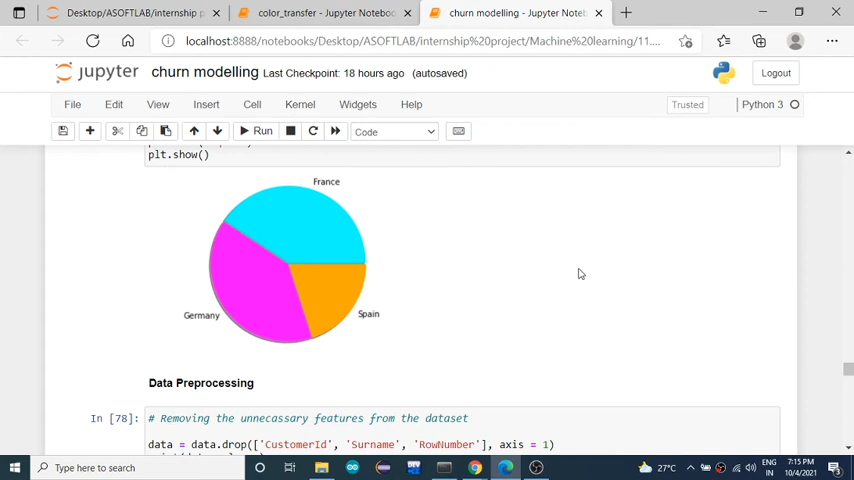 Desktop/ASOFTLAB/internship p
color_transfer - Jupyter Notebo
churn modelling - Jupyter Noteb
localhost:8888/notebooks/Desktop/ASOFTLAB/internship%20project/Machine%20learning/11....
jupyter churn modelling Last Checkpoint: 18 hours ago (autosaved)
Logout
File Edit View Insert Cell Kernel Widgets Help
Trusted
Python 3
Run
Code
plt.show()
France
Germany
Spain
Data Preprocessing
In [78]: # Removing the unnecassary features from the dataset
data = data.drop(['CustomerId', 'Surname', 'RowNumber'], axis = 1)
Type here to search
27°C
ENG
IN
7:15 PM
10/4/2021
3